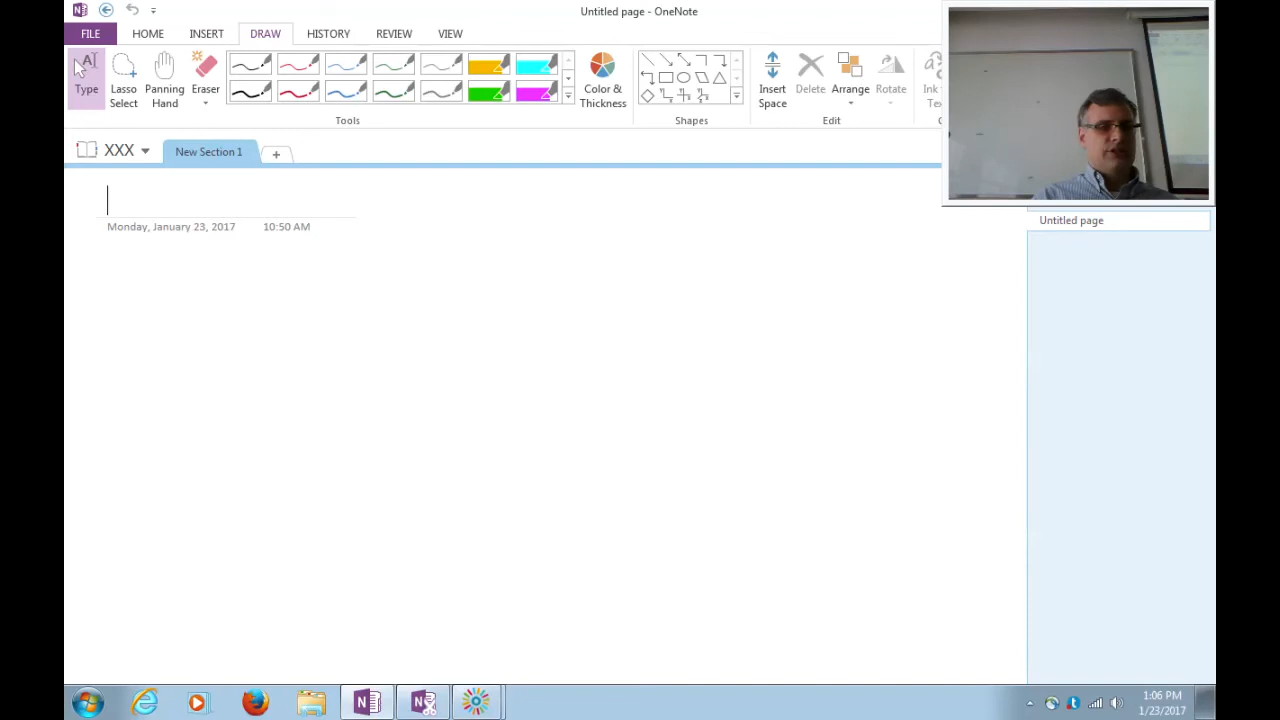 Untitled page - OneNote
FILE HOME INSERT DRAW HISTORY REVIEW VIEW
Type
Lasso Select
Panning Hand
Eraser
Color & Thickness
Insert Space
Delete
Arrange
Rotate
Ink to
Tools
Shapes
Edit
XXX
New Section 1
Untitled page
Monday, January 23, 2017 10:50 AM
1:06 PM
1/23/2017